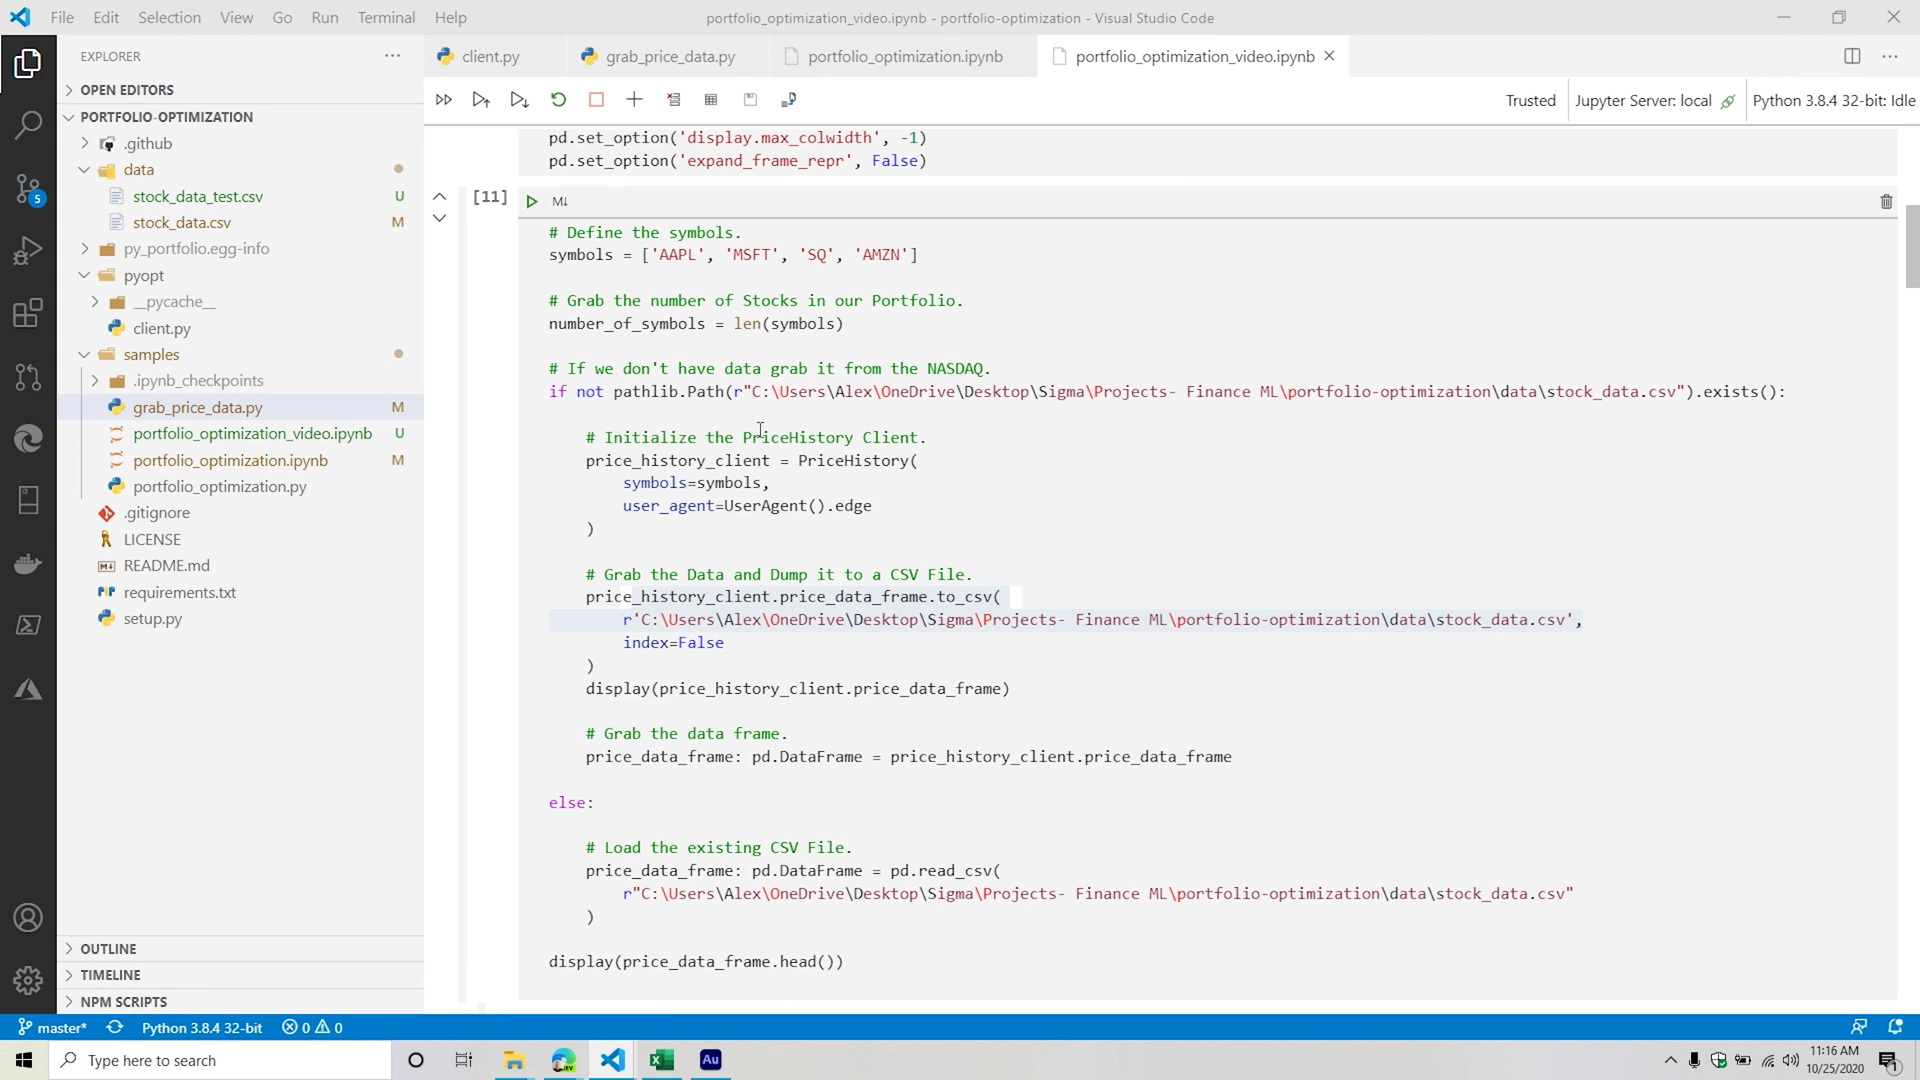 File Edit Selection View Go Run Terminal Help
portfolio_optimization_video.ipynb - portfolio-optimization - Visual Studio Code
EXPLORER
OPEN EDITORS
PORTFOLIO-OPTIMIZATION
.github
data
stock_data_test.csv U
stock_data.csv M
py_portfolio.egg-info
pyopt
__pycache__
client.py
samples
.ipynb_checkpoints
grab_price_data.py M
portfolio_optimization_video.ipynb U
portfolio_optimization.ipynb M
portfolio_optimization.py
.gitignore
LICENSE
README.md
requirements.txt
setup.py
OUTLINE
TIMELINE
NPM SCRIPTS
5
client.py grab_price_data.py portfolio_optimization.ipynb portfolio_optimization_video.ipynb
Trusted Jupyter Server: local Python 3.8.4 32-bit: Idle
pd.set_option('display.max_colwidth', -1)
pd.set_option('expand_frame_repr', False)
[11] M↓
# Define the symbols.
symbols = ['AAPL', 'MSFT', 'SQ', 'AMZN']
# Grab the number of Stocks in our Portfolio.
number_of_symbols = len(symbols)
# If we don't have data grab it from the NASDAQ.
if not pathlib.Path(r"C:\Users\Alex\OneDrive\Desktop\Sigma\Projects- Finance ML\portfolio-optimization\data\stock_data.csv").exists():
# Initialize the PriceHistory Client.
price_history_client = PriceHistory(
symbols=symbols,
user_agent=UserAgent().edge
)
# Grab the Data and Dump it to a CSV File.
price_history_client.price_data_frame.to_csv(
r'C:\Users\Alex\OneDrive\Desktop\Sigma\Projects- Finance ML\portfolio-optimization\data\stock_data.csv',
index=False
)
display(price_history_client.price_data_frame)
# Grab the data frame.
price_data_frame: pd.DataFrame = price_history_client.price_data_frame
else:
# Load the existing CSV File.
price_data_frame: pd.DataFrame = pd.read_csv(
r"C:\Users\Alex\OneDrive\Desktop\Sigma\Projects- Finance ML\portfolio-optimization\data\stock_data.csv"
)
display(price_data_frame.head())
master* Python 3.8.4 32-bit 0 0
Type here to search
Au
11:16 AM
10/25/2020
1